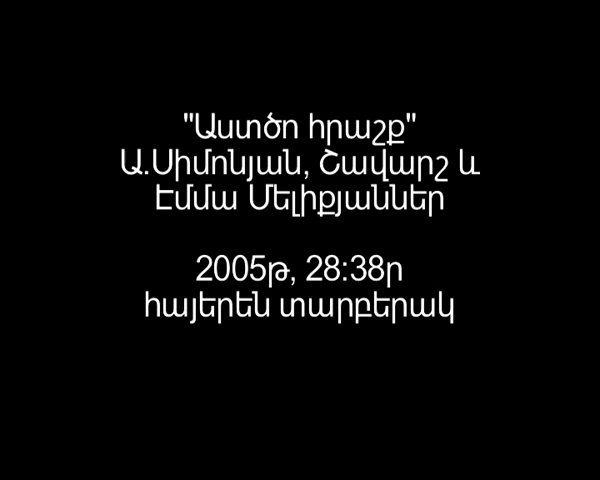 "Աստծո հրաշք"
Ա.Սիմոնյան, Շավարշ և
Էմմա Մելիքյաններ
2005թ, 28:38ր
հայերեն տարբերակ